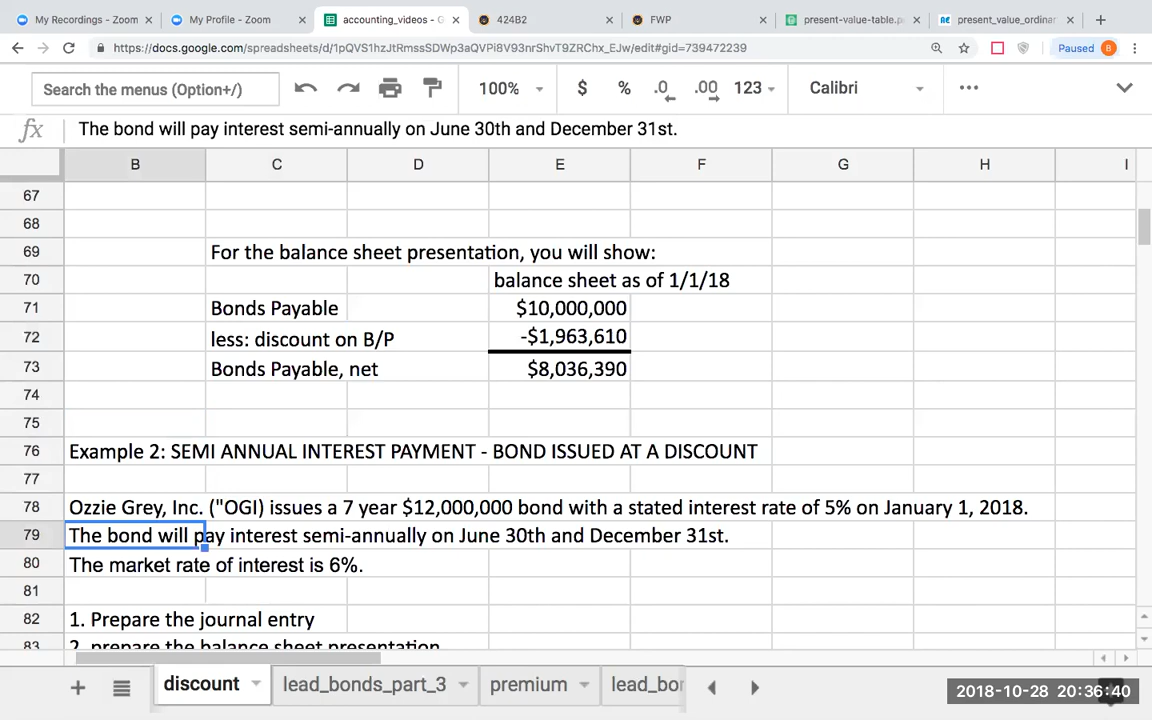 My Recordings - Zoom
My Profile - Zoom
accounting_videos - G
424B2
FWP
present-value-table.p
present_value_ordinar
https://docs.google.com/spreadsheets/d/1pQVS1hzJtRmssSDWp3aQVPi8V93nrShvT9ZRChx_EJw/edit#gid=739472239
Paused B
Search the menus (Option+/)
100% $ % .0 .00 123 Calibri
fx The bond will pay interest semi-annually on June 30th and December 31st.
B C D E F G H I
67
68
69 For the balance sheet presentation, you will show:
70 balance sheet as of 1/1/18
71 Bonds Payable $10,000,000
72 less: discount on B/P -$1,963,610
73 Bonds Payable, net $8,036,390
74
75
76 Example 2: SEMI ANNUAL INTEREST PAYMENT - BOND ISSUED AT A DISCOUNT
77
78 Ozzie Grey, Inc. ("OGI) issues a 7 year $12,000,000 bond with a stated interest rate of 5% on January 1, 2018.
79 The bond will pay interest semi-annually on June 30th and December 31st.
80 The market rate of interest is 6%.
81
82 1. Prepare the journal entry
83 2. prepare the balance sheet presentation
discount lead_bonds_part_3 premium lead_bor
2018-10-28 20:36:40